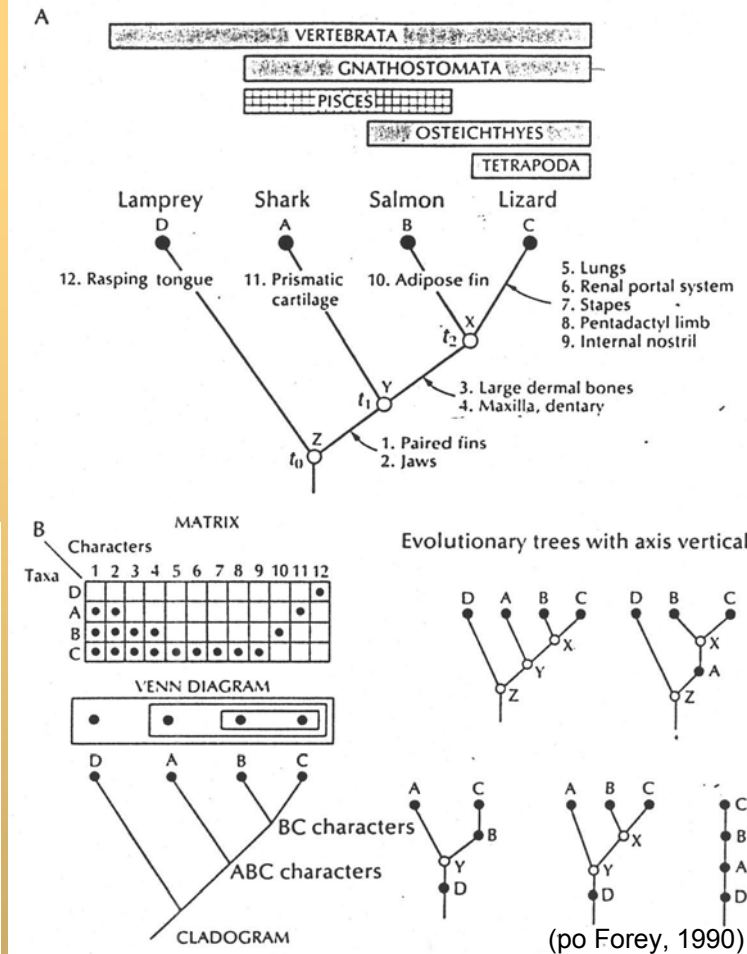 A
VERTEBRATA
GNATHOSTOMATA
PISCES
OSTEICHTHYES
TETRAPODA
Lamprey Shark Salmon Lizard
D A B C
12. Rasping tongue
11. Prismatic
cartilage
10. Adipose fin
5. Lungs
6. Renal portal system
7. Stapes
8. Pentadactyl limb
9. Internal nostril
X
t2
3. Large dermal bones
4. Maxilla, dentary
Y
t1
1. Paired fins
2. Jaws
Z
t0
B
MATRIX
Characters
Taxa 1 2 3 4 5 6 7 8 9 10 11 12
D
A
B
C
VENN DIAGRAM
D A B C
BC characters
ABC characters
CLADOGRAM
Evolutionary trees with axis vertical
D A B C
X
Y
Z
D B C
X
A
Z
A C
B
Y
D
A B C
X
Y
D
C
B
A
D
(po Forey, 1990)